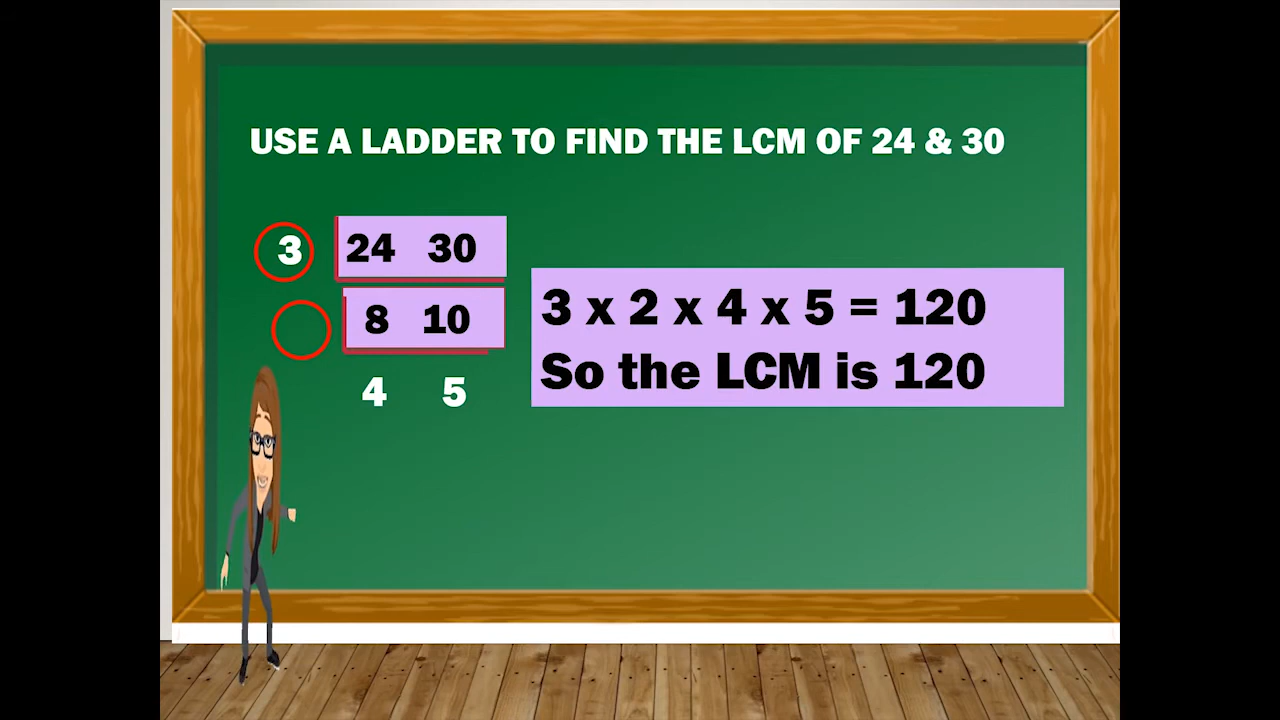 USE A LADDER TO FIND THE LCM OF 24 & 30
3 24 30
8 10
4 5
3 x 2 x 4 x 5 = 120
So the LCM is 120